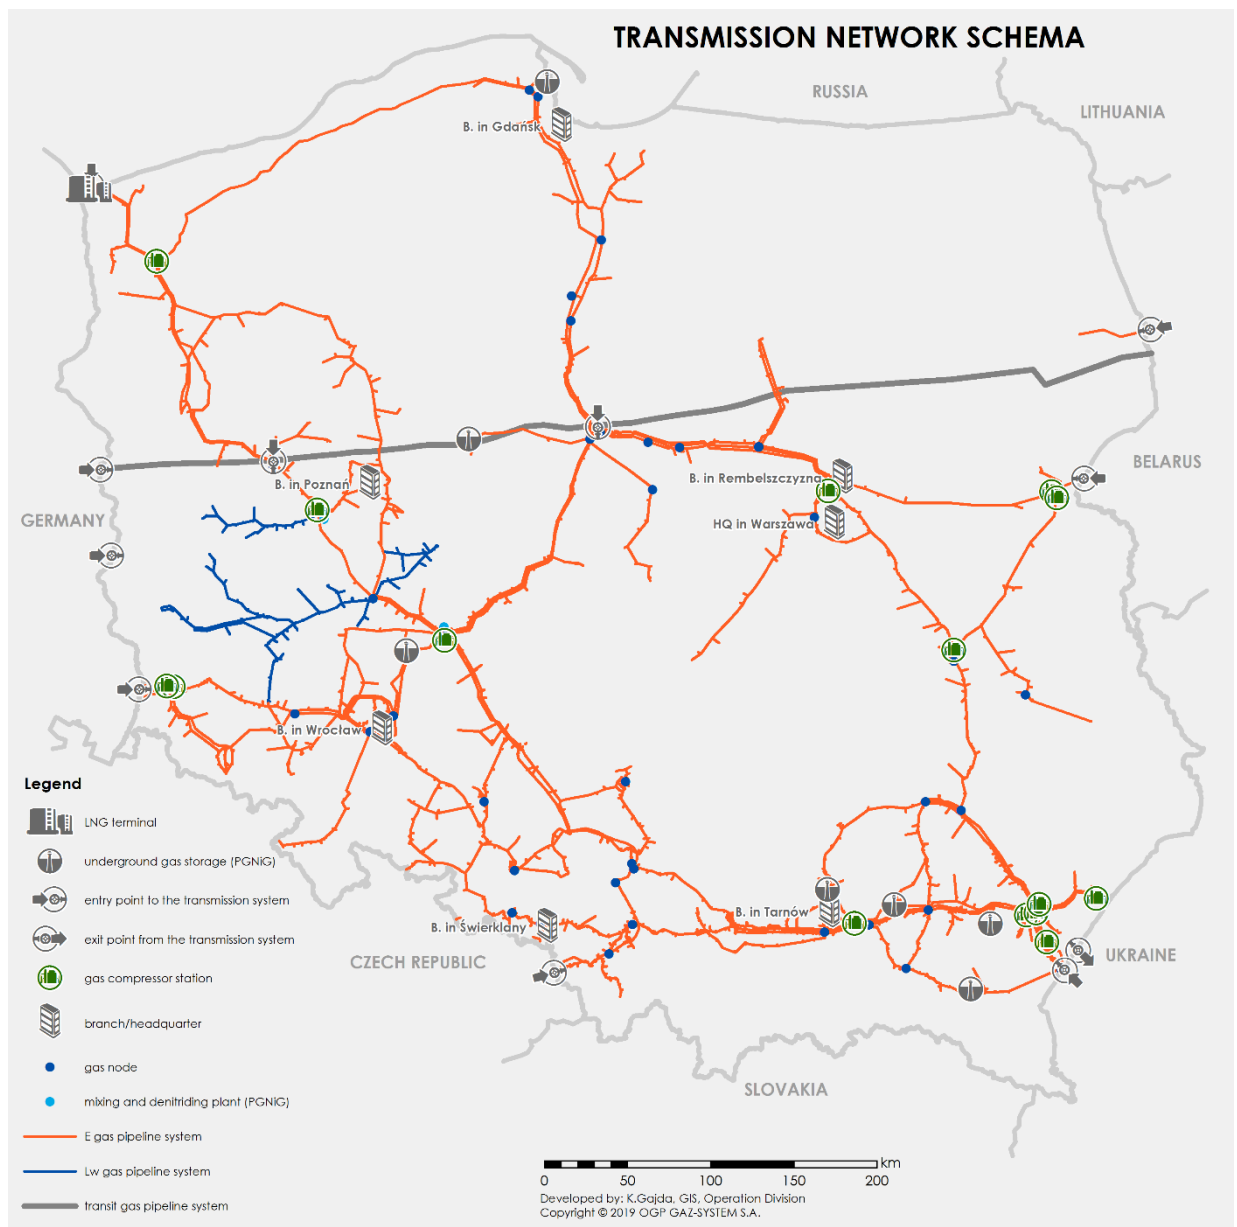 TRANSMISSION NETWORK SCHEMA
RUSSIA
LITHUANIA
B. in Gdańsk
BELARUS
B. in Rembelszczyzna
B. in Poznań
GERMANY
HQ in Warszawa
B. in Wrocław
Legend
LNG terminal
underground gas storage (PGNiG)
entry point to the transmission system
exit point from the transmission system
gas compressor station
branch/headquarter
gas node
mixing and denitriding plant (PGNiG)
E gas pipeline system
Lw gas pipeline system
transit gas pipeline system
B. in Tarnów
B. in Świerklany
CZECH REPUBLIC
UKRAINE
SLOVAKIA
km
0 50 100 150 200
Developed by: K.Gajda, GIS, Operation Division
Copyright © 2019 OGP GAZ-SYSTEM S.A.